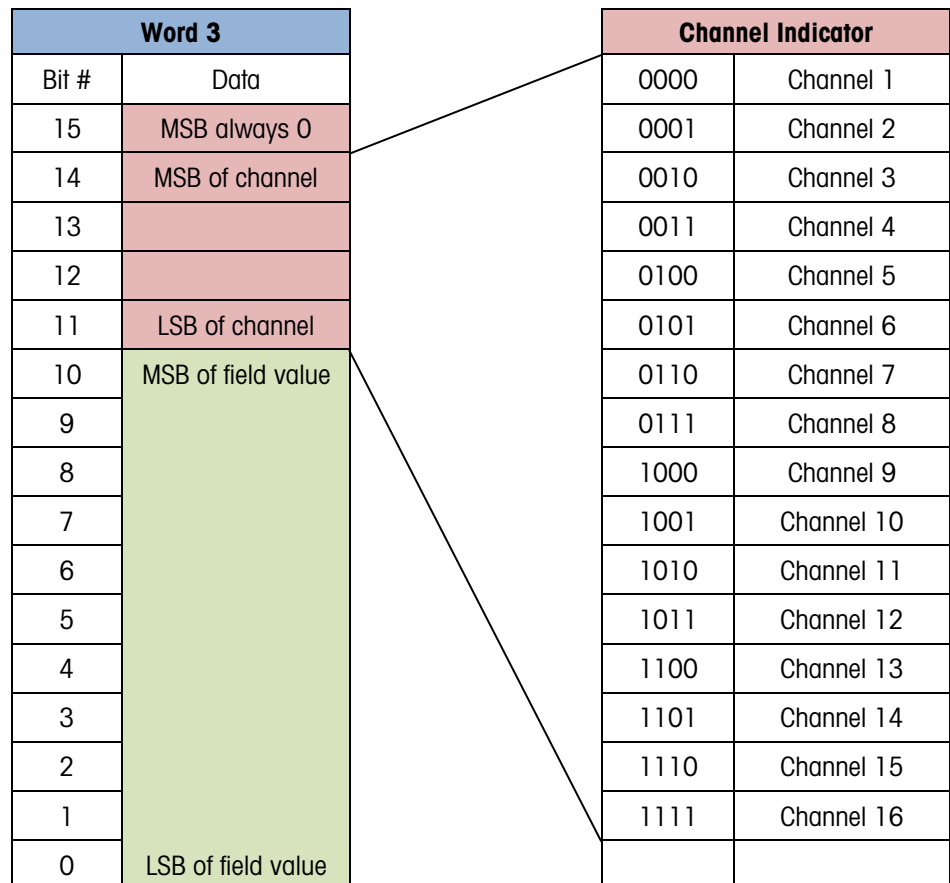 Word 3
Bit # Data
15 MSB always 0
14 MSB of channel
13
12
11 LSB of channel
10 MSB of field value
9
8
7
6
5
4
3
2
1
0 LSB of field value
Channel Indicator
0000 Channel 1
0001 Channel 2
0010 Channel 3
0011 Channel 4
0100 Channel 5
0101 Channel 6
0110 Channel 7
0111 Channel 8
1000 Channel 9
1001 Channel 10
1010 Channel 11
1011 Channel 12
1100 Channel 13
1101 Channel 14
1110 Channel 15
1111 Channel 16